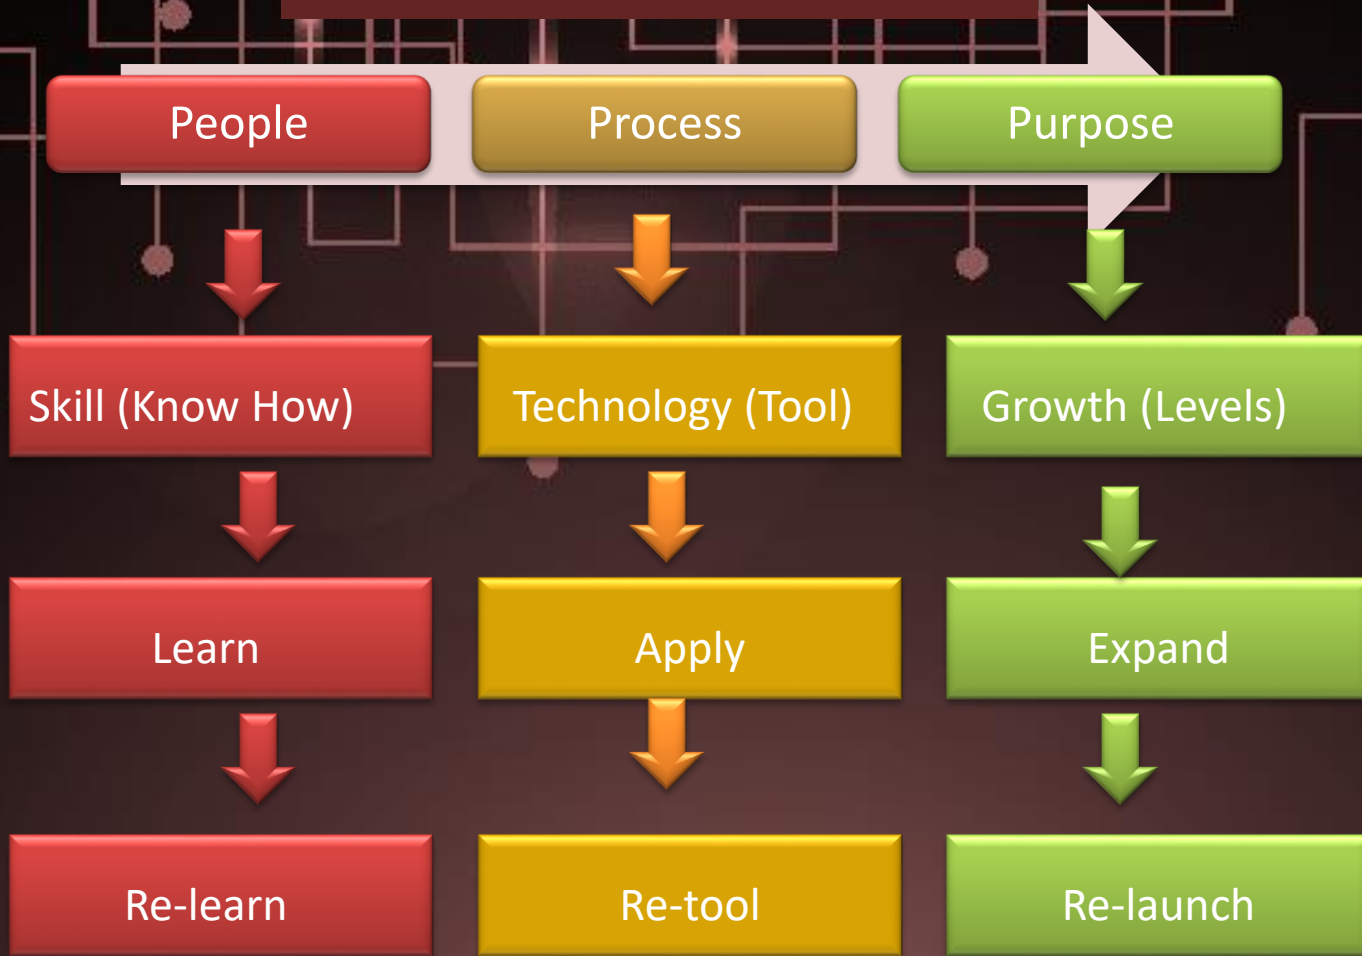 People
Process
Purpose
Skill (Know How)
Technology (Tool)
Growth (Levels)
Learn
Apply
Expand
Re-learn
Re-tool
Re-launch